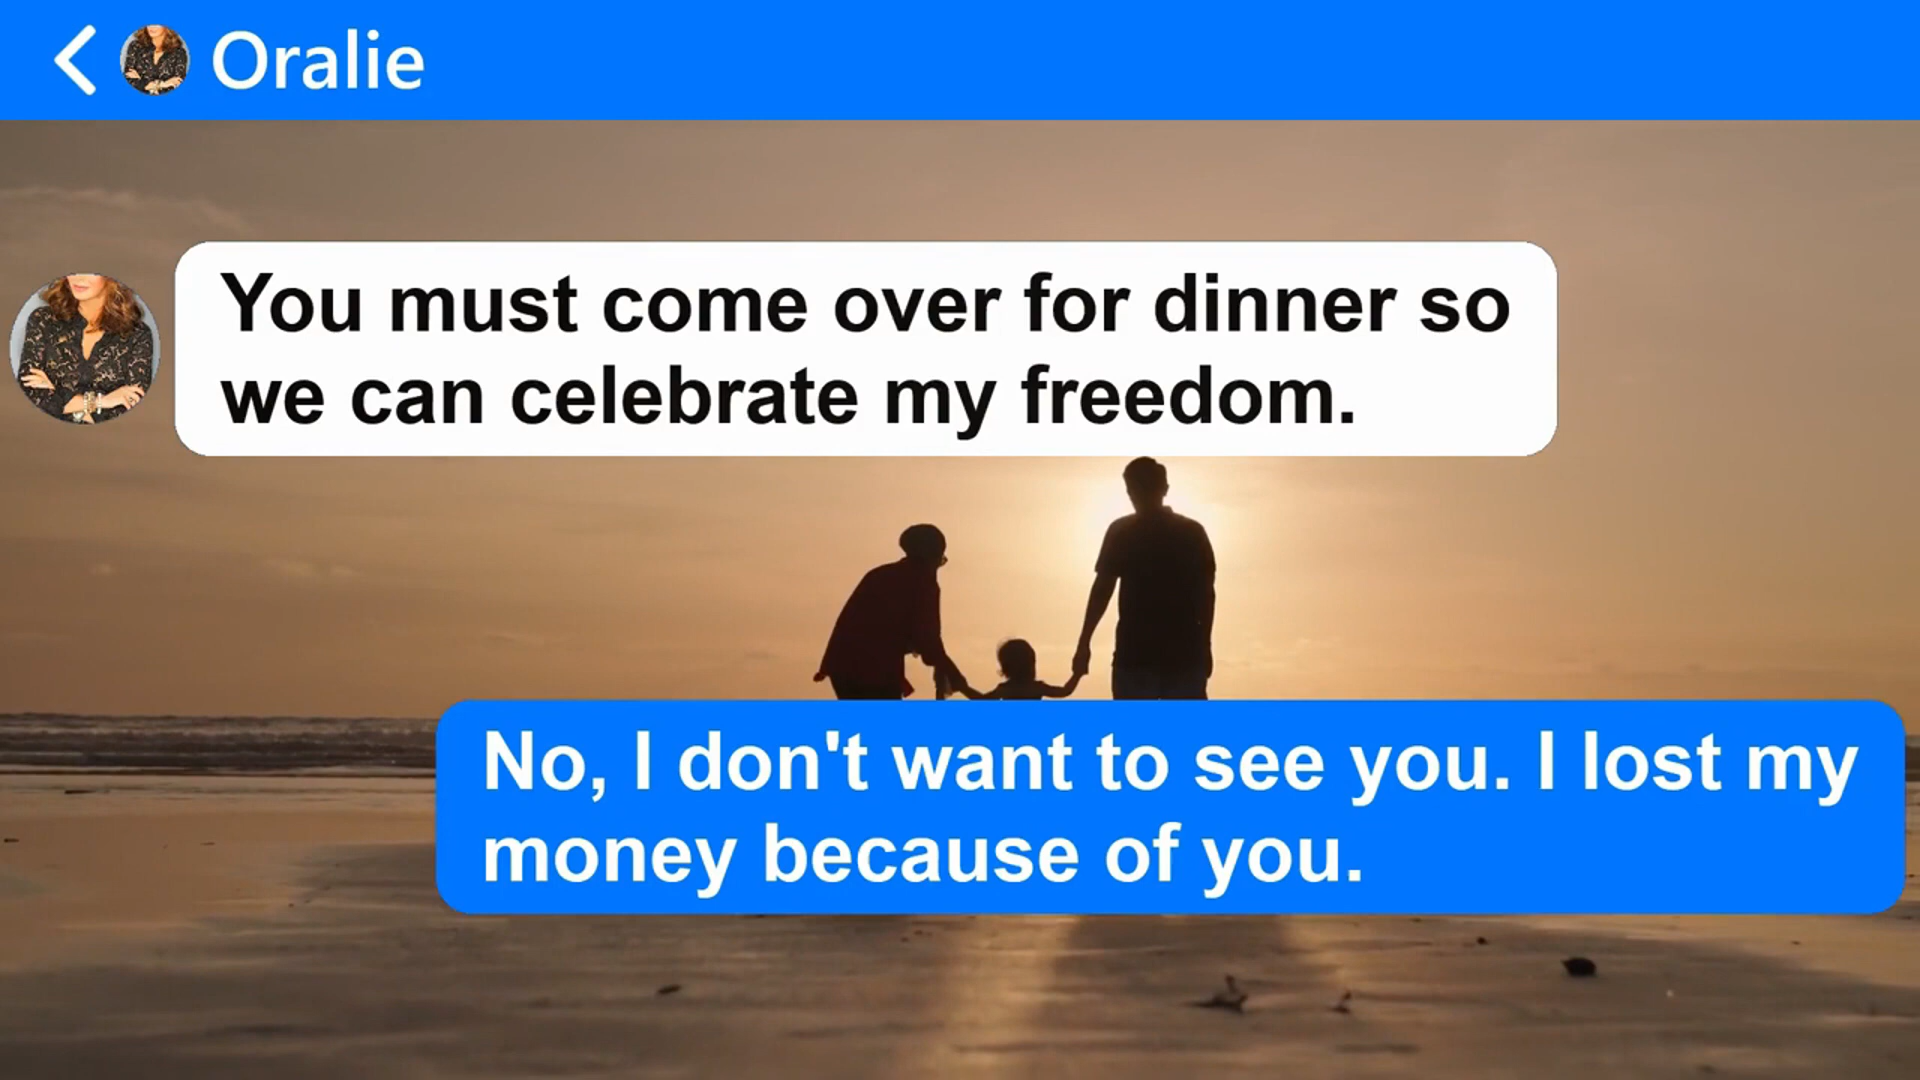 Oralie
You must come over for dinner so
we can celebrate my freedom.
No, I don't want to see you. I lost my
money because of you.